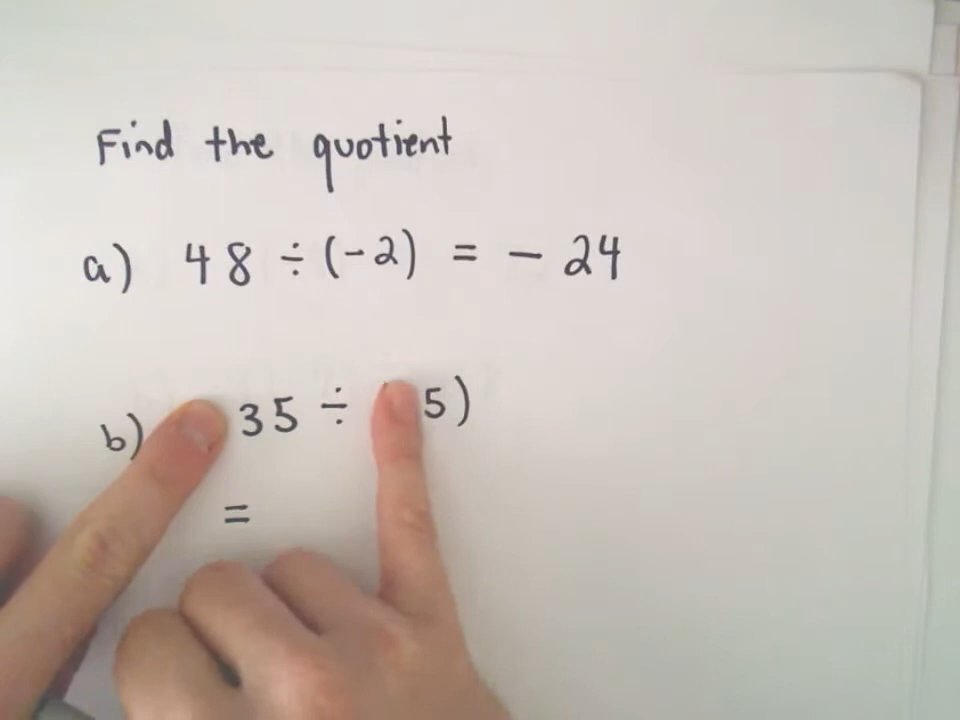 Find the quotient
a) 48 ÷ (-2) = - 24
b) 35 ÷ 5)
=